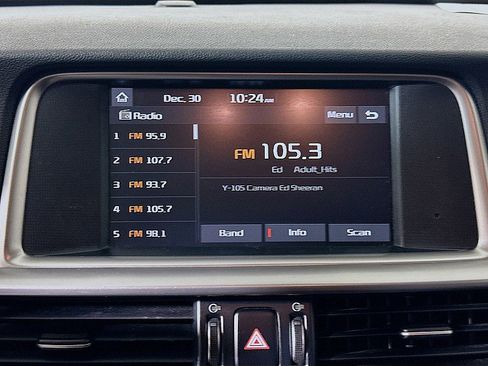 Dec. 30 10:24 AM
Radio Menu
1 FM 95.9
2 FM 107.7
3 FM 93.7
4 FM 105.7
5 FM 98.1
FM 105.3
Ed Adult_Hits
Y-105 Camera Ed Sheeran
Band Info Scan